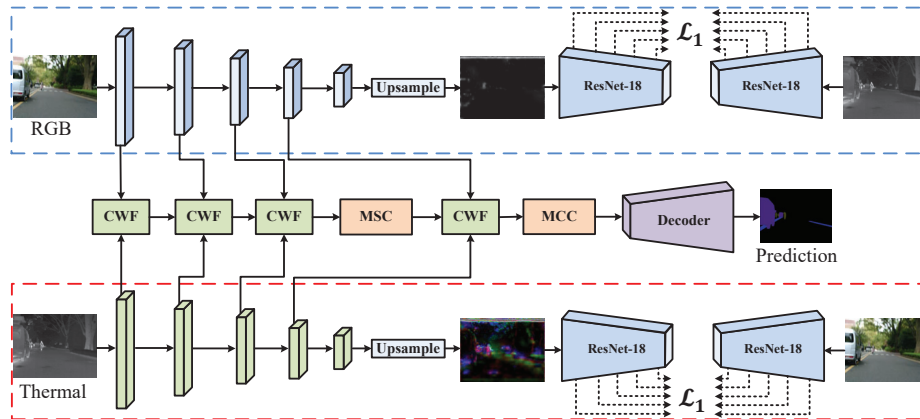 ℒ₁
ResNet-18
ResNet-18
Upsample
RGB
CWF
CWF
CWF
MSC
CWF
MCC
Decoder
Prediction
Upsample
ResNet-18
ResNet-18
Thermal
ℒ₁